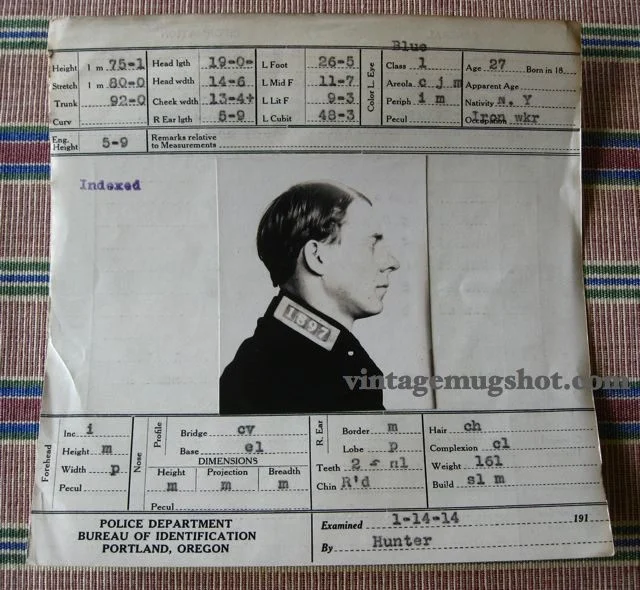 Blue
Height 1 m 75-1 Head lgth 19-0- L Foot 26-5 Class 1 Age 27 Born in 18
Stretch 1 m 80-0 Head wdth 14-6 L Mid F 11-7 Color L. Eye Areola c j m Apparent Age
Trunk 92-0 Cheek wdth 13-4+ L Lit F 9-3 Periph i m Nativity N. Y
Curv R Ear lgth 5-9 L Cubit 48-3 Pecul Occupation Iron wkr
Eng. Height 5-9 Remarks relative to Measurements
Indexed
1897
vintagemugshot.com
Forehead Inc i Nose Profile Bridge cv R. Ear Border m Hair ch
Height m Base el Lobe p Complexion cl
Width p DIMENSIONS Teeth 2 nl Weight 161
Pecul Height m Projection m Breadth m Chin R'd Build sl m
Pecul
POLICE DEPARTMENT Examined 1-14-14 191
BUREAU OF IDENTIFICATION
PORTLAND, OREGON By Hunter